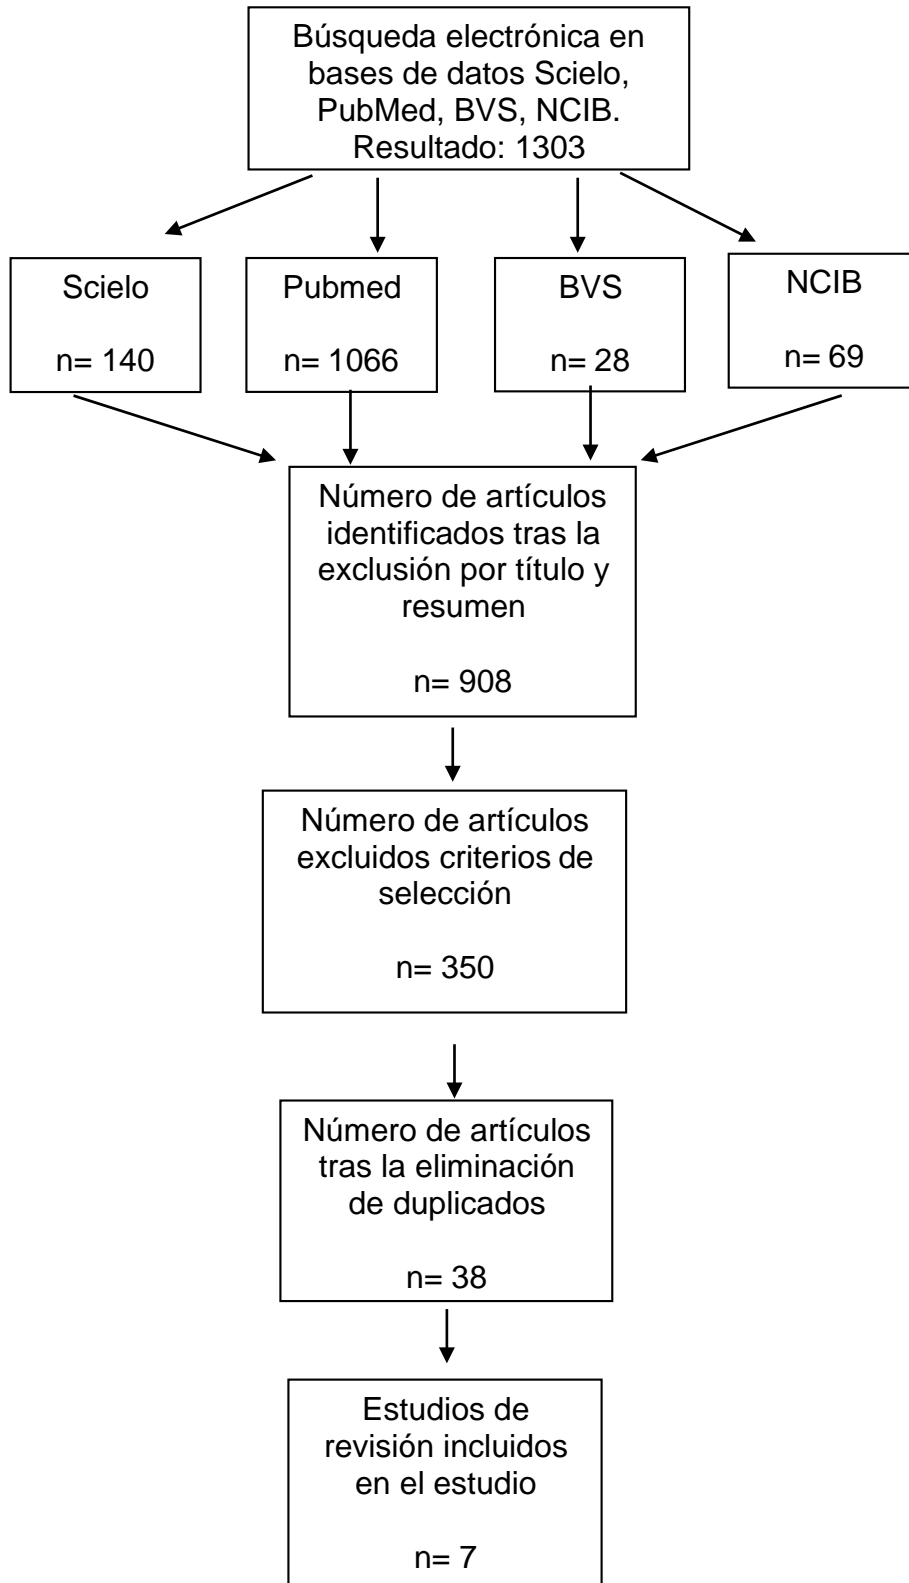 Búsqueda electrónica en
bases de datos Scielo,
PubMed, BVS, NCIB.
Resultado: 1303
Scielo
n= 140
Pubmed
n= 1066
BVS
n= 28
NCIB
n= 69
Número de artículos
identificados tras la
exclusión por título y
resumen
n= 908
Número de artículos
excluidos criterios de
selección
n= 350
Número de artículos
tras la eliminación
de duplicados
n= 38
Estudios de
revisión incluidos
en el estudio
n= 7